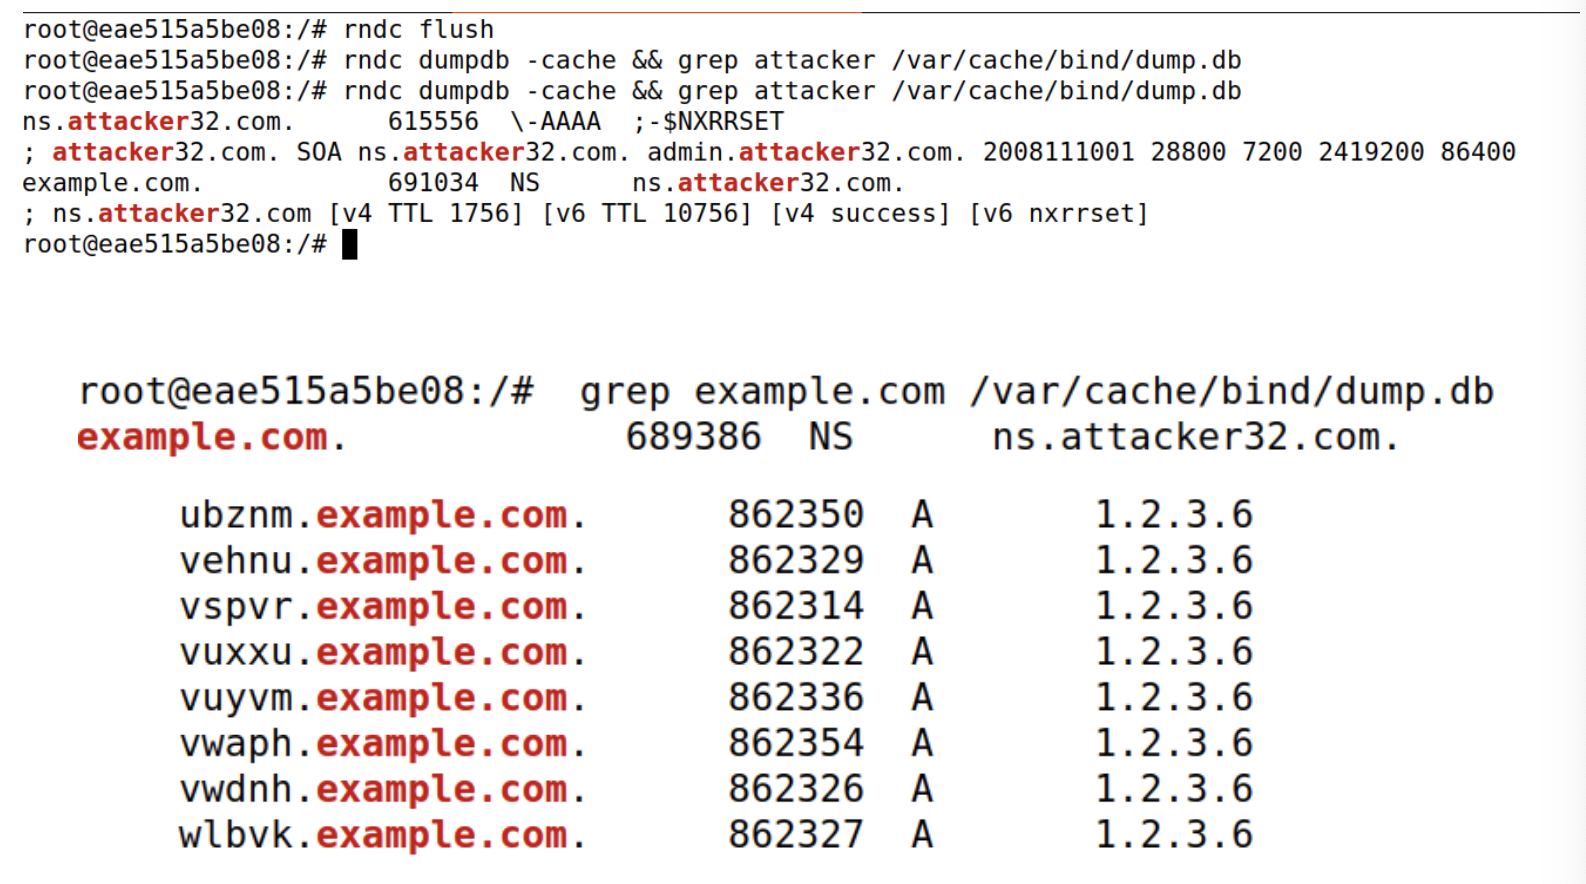 root@eae515a5be08:/# rndc flush
root@eae515a5be08:/# rndc dumpdb -cache && grep attacker /var/cache/bind/dump.db
root@eae515a5be08:/# rndc dumpdb -cache && grep attacker /var/cache/bind/dump.db
ns.attacker32.com.      615556  \-AAAA  ;-$NXRRSET
; attacker32.com. SOA ns.attacker32.com. admin.attacker32.com. 2008111001 28800 7200 2419200 86400
example.com.            691034  NS      ns.attacker32.com.
; ns.attacker32.com [v4 TTL 1756] [v6 TTL 10756] [v4 success] [v6 nxrrset]
root@eae515a5be08:/#
root@eae515a5be08:/#  grep example.com /var/cache/bind/dump.db
example.com.            689386  NS      ns.attacker32.com.
ubznm.example.com.      862350  A       1.2.3.6
vehnu.example.com.      862329  A       1.2.3.6
vspvr.example.com.      862314  A       1.2.3.6
vuxxu.example.com.      862322  A       1.2.3.6
vuyvm.example.com.      862336  A       1.2.3.6
vwaph.example.com.      862354  A       1.2.3.6
vwdnh.example.com.      862326  A       1.2.3.6
wlbvk.example.com.      862327  A       1.2.3.6